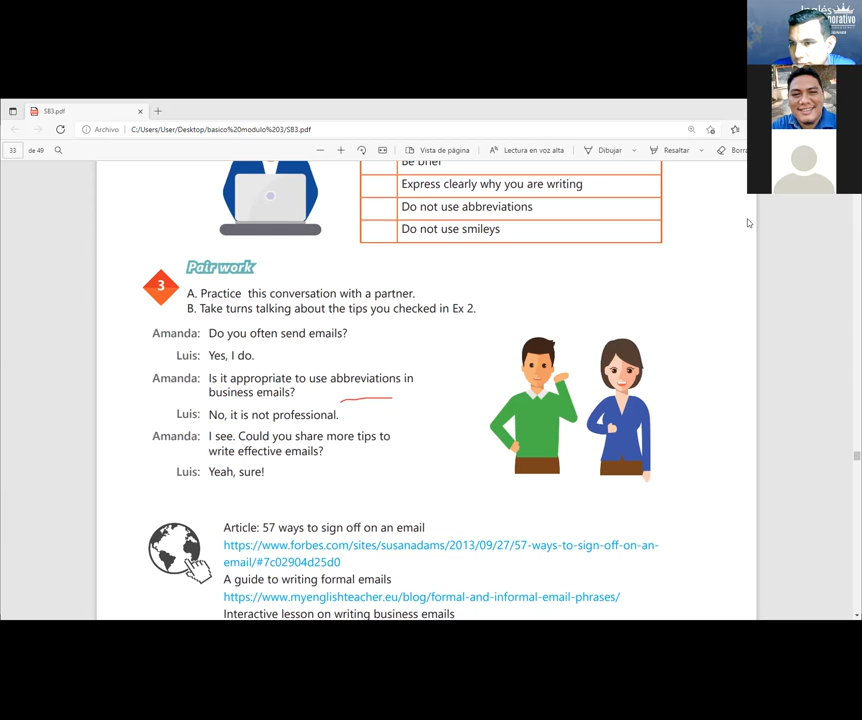 Inglés
SB3.pdf
Archivo
C:/Users/User/Desktop/basico%20modulo%203/SB3.pdf
33 de 49
Vista de página
Lectura en voz alta
Dibujar
Resaltar
Be brief
Express clearly why you are writing
Do not use abbreviations
Do not use smileys
Pair work
3
A. Practice this conversation with a partner.
B. Take turns talking about the tips you checked in Ex 2.
Amanda: Do you often send emails?
Luis: Yes, I do.
Amanda: Is it appropriate to use abbreviations in
business emails?
Luis: No, it is not professional.
Amanda: I see. Could you share more tips to
write effective emails?
Luis: Yeah, sure!
Article: 57 ways to sign off on an email
https://www.forbes.com/sites/susanadams/2013/09/27/57-ways-to-sign-off-on-an-
email/#7c02904d25d0
A guide to writing formal emails
https://www.myenglishteacher.eu/blog/formal-and-informal-email-phrases/
Interactive lesson on writing business emails